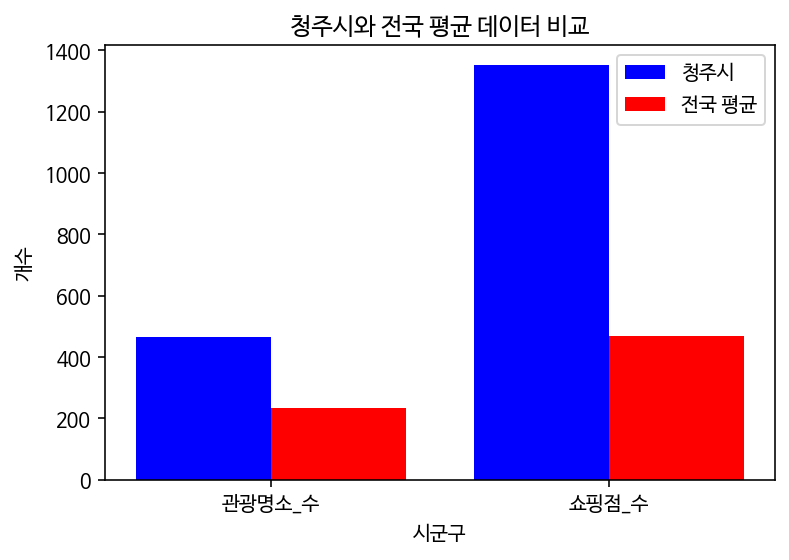 청주시와 전국 평균 데이터 비교
청주시
전국 평균
개수
1400
1200
1000
800
600
400
200
0
관광명소_수
쇼핑점_수
시군구